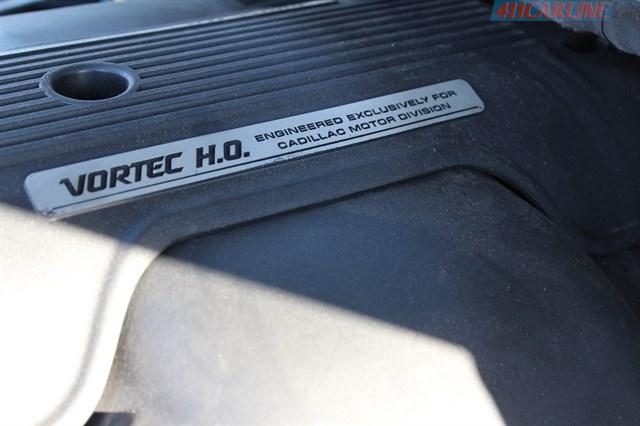 411CARLINE
VORTEC H.O.
ENGINEERED EXCLUSIVELY FOR
CADILLAC MOTOR DIVISION